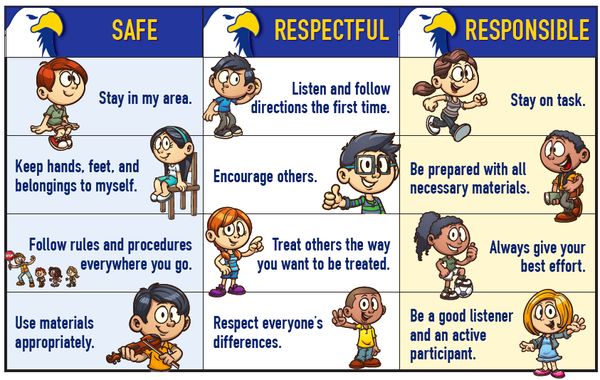 SAFE
RESPECTFUL
RESPONSIBLE
Stay in my area.
Listen and follow
directions the first time.
Stay on task.
Keep hands, feet, and
belongings to myself.
Encourage others.
Be prepared with all
necessary materials.
Follow rules and procedures
everywhere you go.
Treat others the way
you want to be treated.
Always give your
best effort.
Use materials
appropriately.
Respect everyone's
differences.
Be a good listener
and an active
participant.